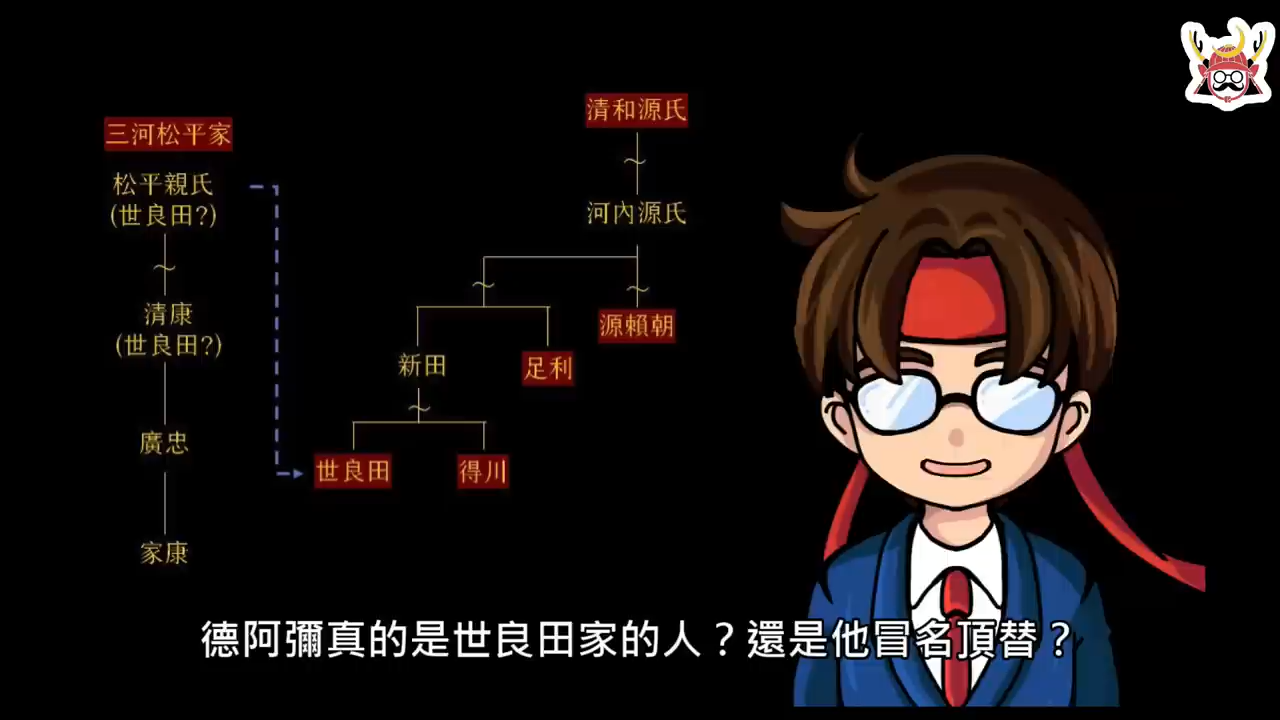 三河松平家
松平親氏
(世良田?)
清康
(世良田?)
廣忠
家康
清和源氏
河內源氏
源賴朝
新田
足利
世良田
得川
德阿彌真的是世良田家的人？還是他冒名頂替？